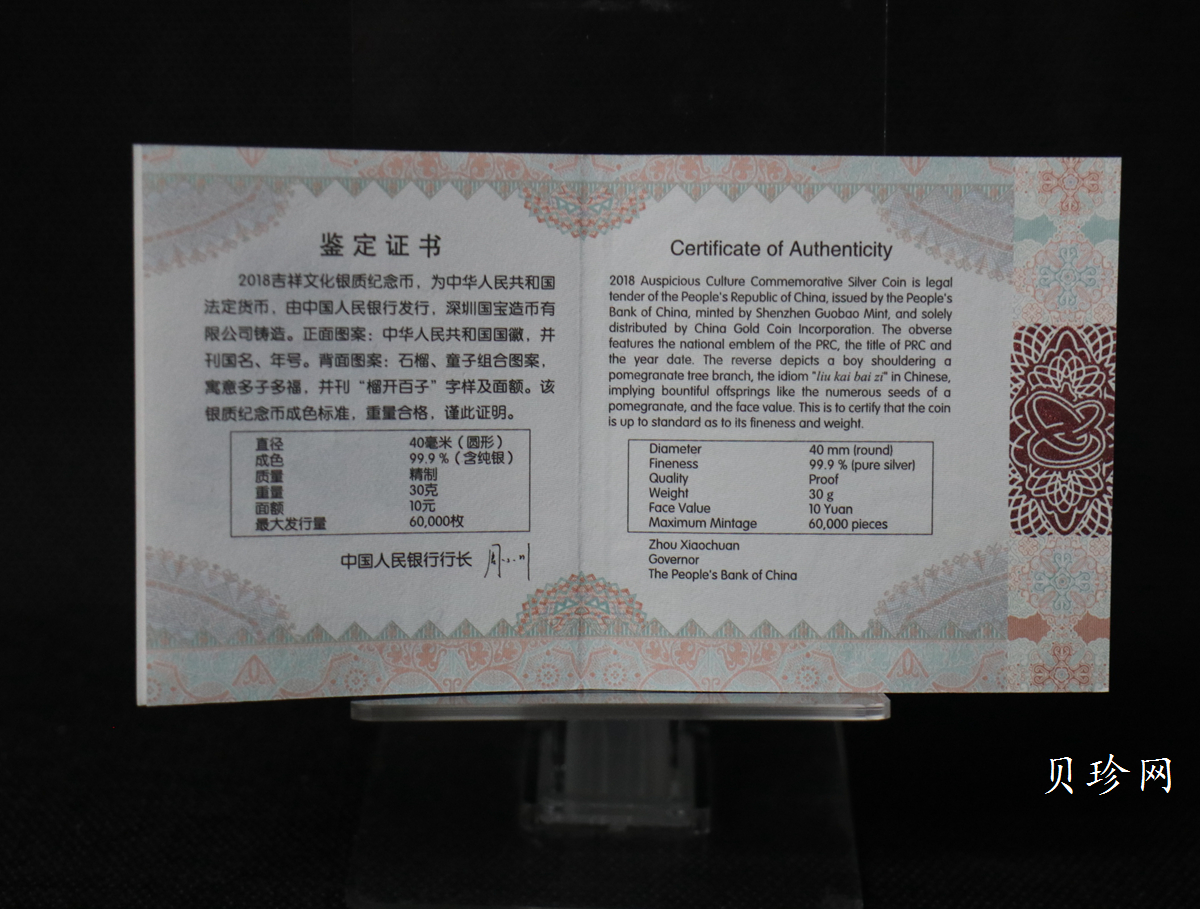 鉴定证书
2018吉祥文化银质纪念币，为中华人民共和国
法定货币，由中国人民银行发行，深圳国宝造币有
限公司铸造。正面图案：中华人民共和国国徽，并
刊国名、年号。背面图案：石榴、童子组合图案，
寓意多子多福，并刊“榴开百子”字样及面额。该
银质纪念币成色标准，重量合格，谨此证明。
直径 40毫米（圆形）
成色 99.9％（含纯银）
质量 精制
重量 30克
面额 10元
最大发行量 60,000枚
中国人民银行行长 周小川
Certificate of Authenticity
2018 Auspicious Culture Commemorative Silver Coin is legal
tender of the People's Republic of China, issued by the People's
Bank of China, minted by Shenzhen Guobao Mint, and solely
distributed by China Gold Coin Incorporation. The obverse
features the national emblem of the PRC, the title of PRC and
the year date. The reverse depicts a boy shouldering a
pomegranate tree branch, the idiom "liu kai bai zi" in Chinese,
implying bountiful offsprings like the numerous seeds of a
pomegranate, and the face value. This is to certify that the coin
is up to standard as to its fineness and weight.
Diameter 40 mm (round)
Fineness 99.9 % (pure silver)
Quality Proof
Weight 30 g
Face Value 10 Yuan
Maximum Mintage 60,000 pieces
Zhou Xiaochuan
Governor
The People's Bank of China
贝珍网